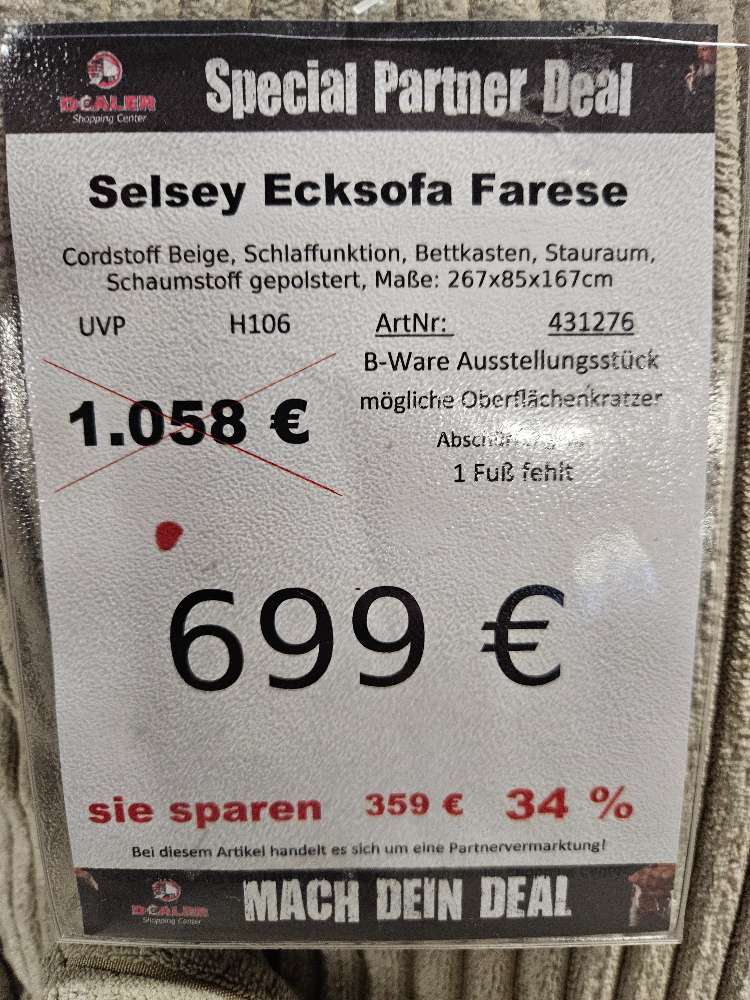 DEALER
Shopping Center
Special Partner Deal
Selsey Ecksofa Farese
Cordstoff Beige, Schlaffunktion, Bettkasten, Stauraum,
Schaumstoff gepolstert, Maße: 267x85x167cm
UVP H106 ArtNr: 431276
B-Ware Ausstellungsstück
1.058 €
mögliche Oberflächenkratzer
1 Fuß fehlt
699 €
sie sparen 359 € 34 %
Bei diesem Artikel handelt es sich um eine Partnervermarktung!
DEALER
Shopping Center
MACH DEIN DEAL